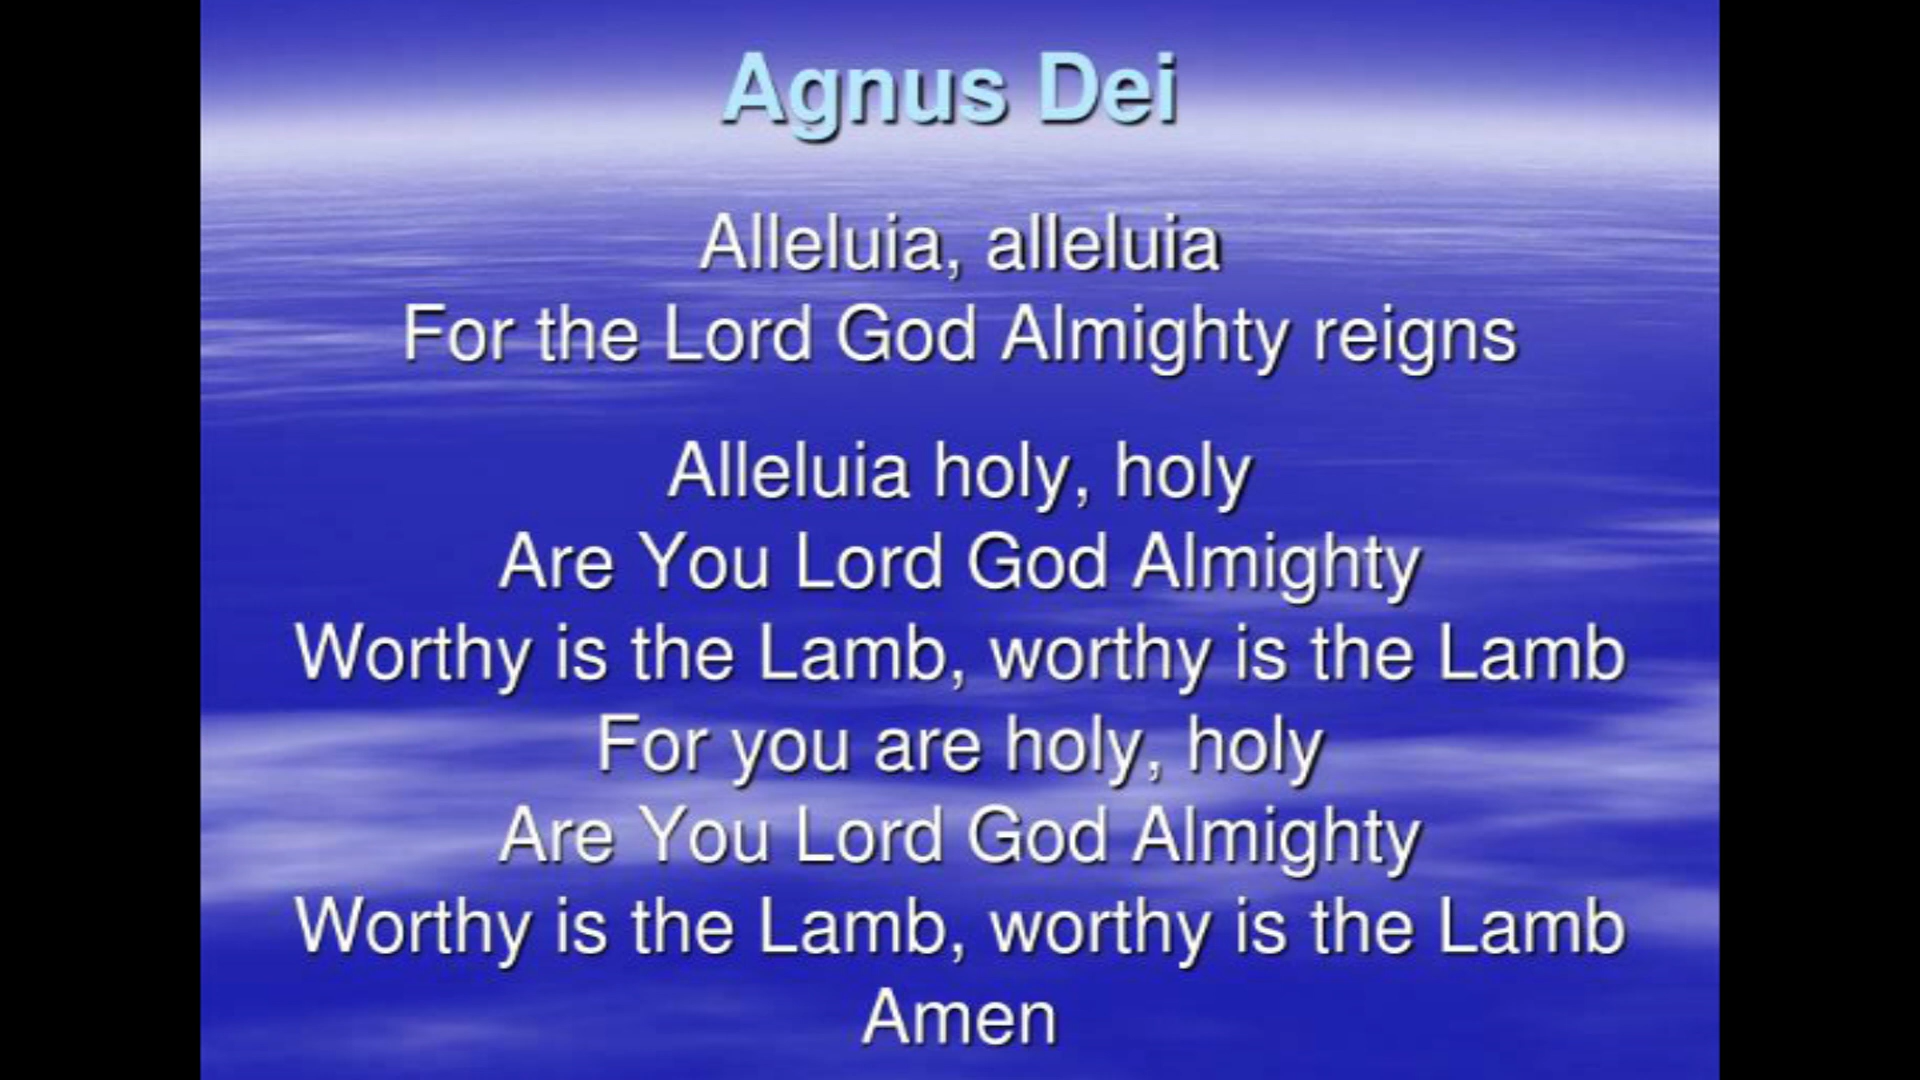 Agnus Dei
Alleluia, alleluia
For the Lord God Almighty reigns
Alleluia holy, holy
Are You Lord God Almighty
Worthy is the Lamb, worthy is the Lamb
For you are holy, holy
Are You Lord God Almighty
Worthy is the Lamb, worthy is the Lamb
Amen